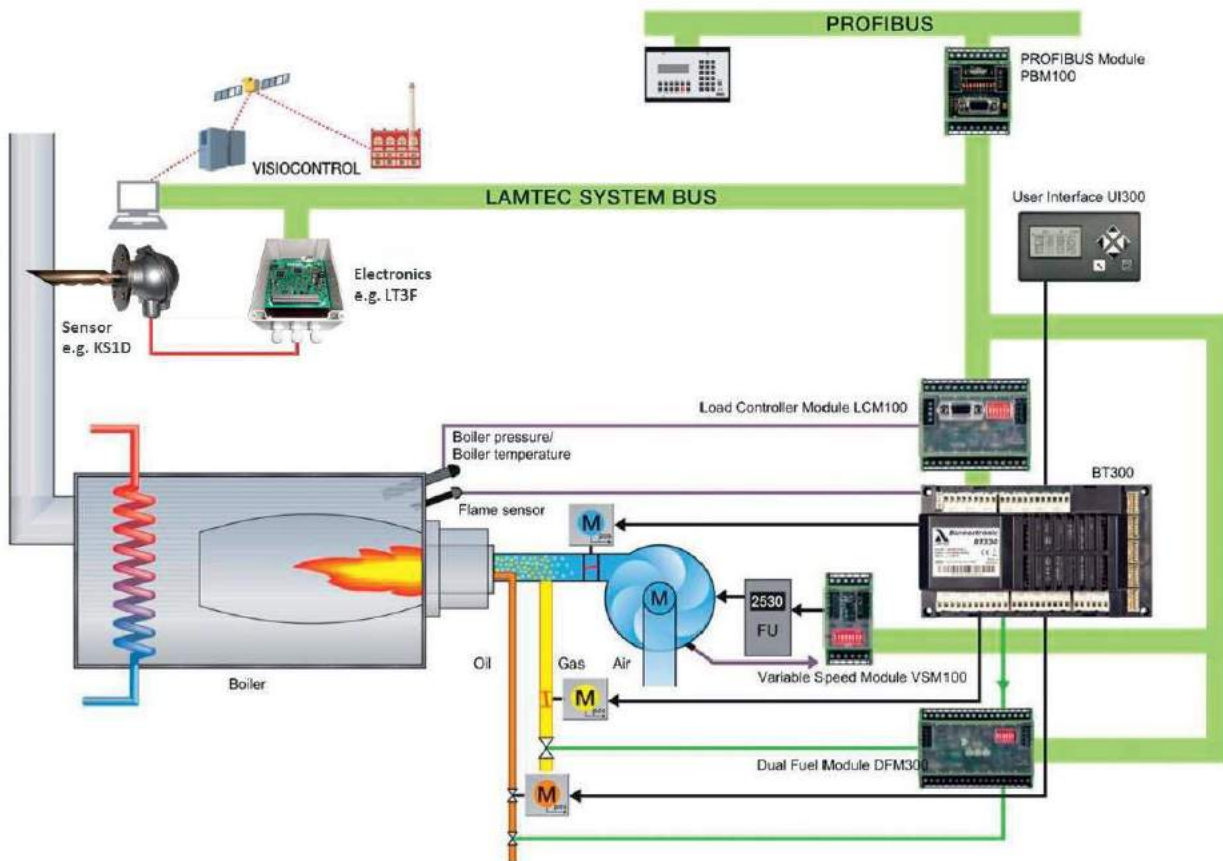 PROFIBUS
PROFIBUS Module
PBM100
VISIOCONTROL
LAMTEC SYSTEM BUS
User Interface UI300
Electronics
e.g. LT3F
Sensor
e.g. KS1D
Load Controller Module LCM100
Boiler pressure/
Boiler temperature
BT300
Flame sensor
M
Burnertronic
BT330
M
2530
FU
Oil
Gas
Air
Boiler
Variable Speed Module VSM100
M
Dual Fuel Module DFM300
M